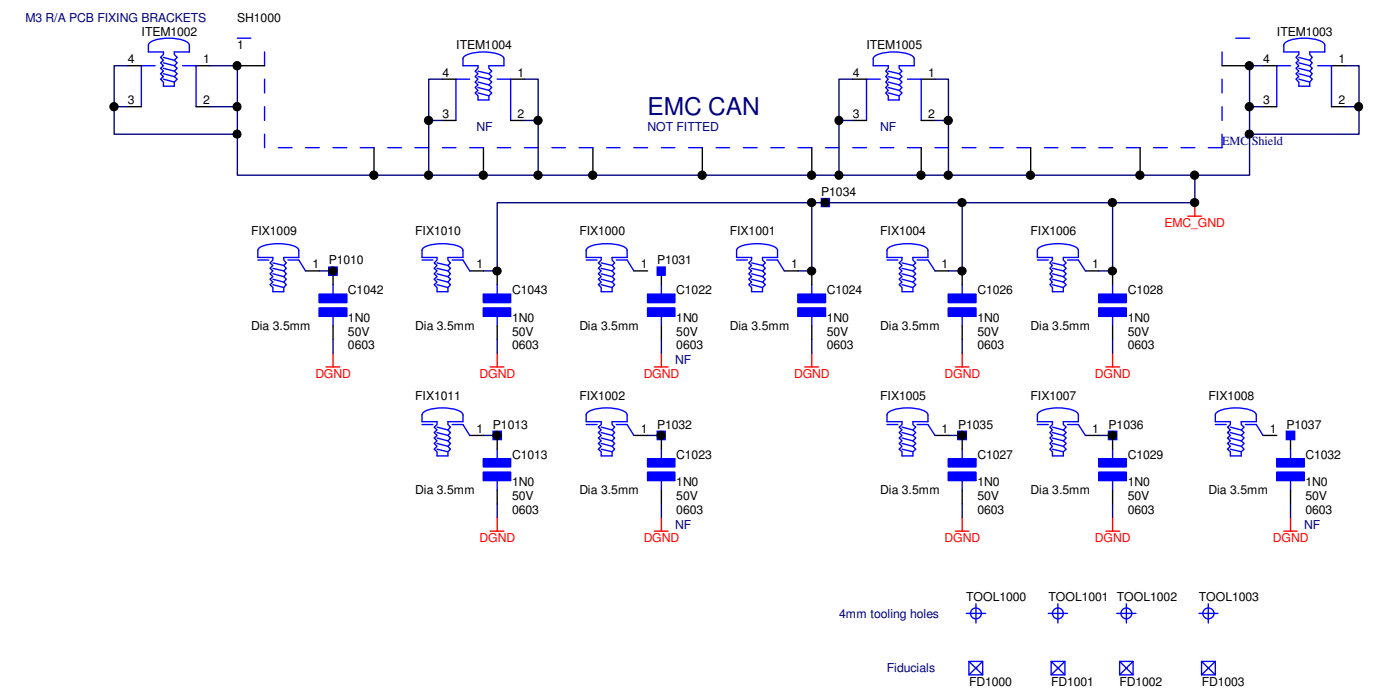 M3 R/A PCB FIXING BRACKETS
SH1000
ITEM1002
ITEM1004
ITEM1005
ITEM1003
1
4 1
3 2
4 1
3 2
NF
EMC CAN
NOT FITTED
4 1
3 2
NF
4 1
3 2
EMC Shield
P1034
EMC_GND
FIX1009
1
P1010
C1042
Dia 3.5mm
1N0
50V
0603
DGND
FIX1010
1
C1043
Dia 3.5mm
1N0
50V
0603
DGND
FIX1000
1
P1031
C1022
Dia 3.5mm
1N0
50V
0603
NF
DGND
FIX1001
1
C1024
Dia 3.5mm
1N0
50V
0603
DGND
FIX1004
1
C1026
Dia 3.5mm
1N0
50V
0603
DGND
FIX1006
1
C1028
Dia 3.5mm
1N0
50V
0603
DGND
FIX1011
1
P1013
C1013
Dia 3.5mm
1N0
50V
0603
DGND
FIX1002
1
P1032
C1023
Dia 3.5mm
1N0
50V
0603
NF
DGND
FIX1005
1
P1035
C1027
Dia 3.5mm
1N0
50V
0603
DGND
FIX1007
1
P1036
C1029
Dia 3.5mm
1N0
50V
0603
DGND
FIX1008
1
P1037
C1032
Dia 3.5mm
1N0
50V
0603
NF
DGND
TOOL1000 TOOL1001 TOOL1002 TOOL1003
4mm tooling holes
Fiducials
FD1000 FD1001 FD1002 FD1003